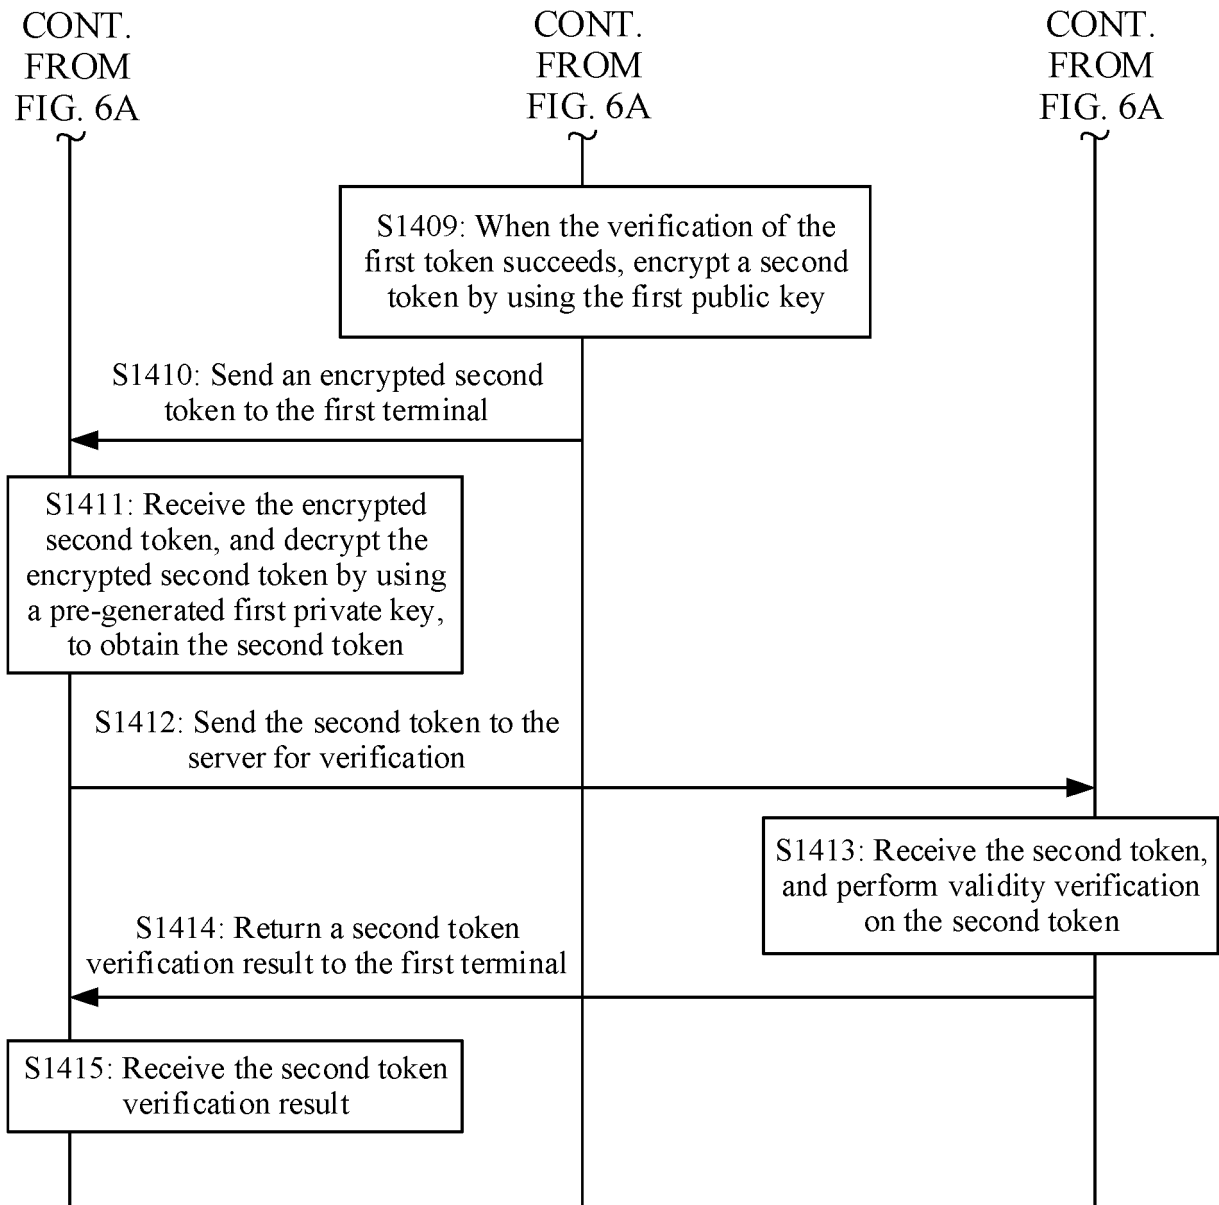 CONT.
FROM
FIG. 6A
CONT.
FROM
FIG. 6A
CONT.
FROM
FIG. 6A
S1409: When the verification of the
first token succeeds, encrypt a second
token by using the first public key
S1410: Send an encrypted second
token to the first terminal
S1411: Receive the encrypted
second token, and decrypt the
encrypted second token by using
a pre-generated first private key,
to obtain the second token
S1412: Send the second token to the
server for verification
S1413: Receive the second token,
and perform validity verification
on the second token
S1414: Return a second token
verification result to the first terminal
S1415: Receive the second token
verification result